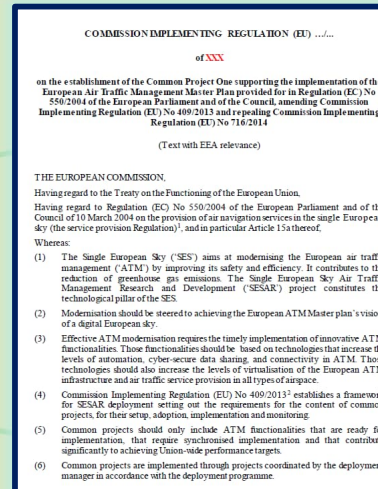 COMMISSION IMPLEMENTING REGULATION (EU) …/...
of XXX
on the establishment of the Common Project One supporting the implementation of the
European Air Traffic Management Master Plan provided for in Regulation (EC) No
550/2004 of the European Parliament and of the Council, amending Commission
Implementing Regulation (EU) No 409/2013 and repealing Commission Implementing
Regulation (EU) No 716/2014
(Text with EEA relevance)
THE EUROPEAN COMMISSION,
Having regard to the Treaty on the Functioning of the European Union,
Having regard to Regulation (EC) No 550/2004 of the European Parliament and of th
Council of 10 March 2004 on the provision of air navigation services in the single Europea
sky (the service provision Regulation)1, and in particular Article 15a thereof,
Whereas:
(1) The Single European Sky (‘SES’) aims at modernising the European air traff
management (‘ATM’) by improving its safety and efficiency. It contributes to th
reduction of greenhouse gas emissions. The Single European Sky Air Traff
Management Research and Development (‘SESAR’) project constitutes th
technological pillar of the SES.
(2) Modernisation should be steered to achieving the European ATM Master plan’s visio
of a digital European sky.
(3) Effective ATM modernisation requires the timely implementation of innovative ATM
functionalities. Those functionalities should be based on technologies that increase th
levels of automation, cyber-secure data sharing, and connectivity in ATM. Thos
technologies should also increase the levels of virtualisation of the European ATM
infrastructure and air traffic service provision in all types of airspace.
(4) Commission Implementing Regulation (EU) No 409/20132 establishes a framewor
for SESAR deployment setting out the requirements for the content of commo
projects, for their setup, adoption, implementation and monitoring.
(5) Common projects should only include ATM functionalities that are ready fo
implementation, that require synchronised implementation and that contribut
significantly to achieving Union-wide performance targets.
(6) Common projects are implemented through projects coordinated by the deploymen
manager in accordance with the deployment programme.